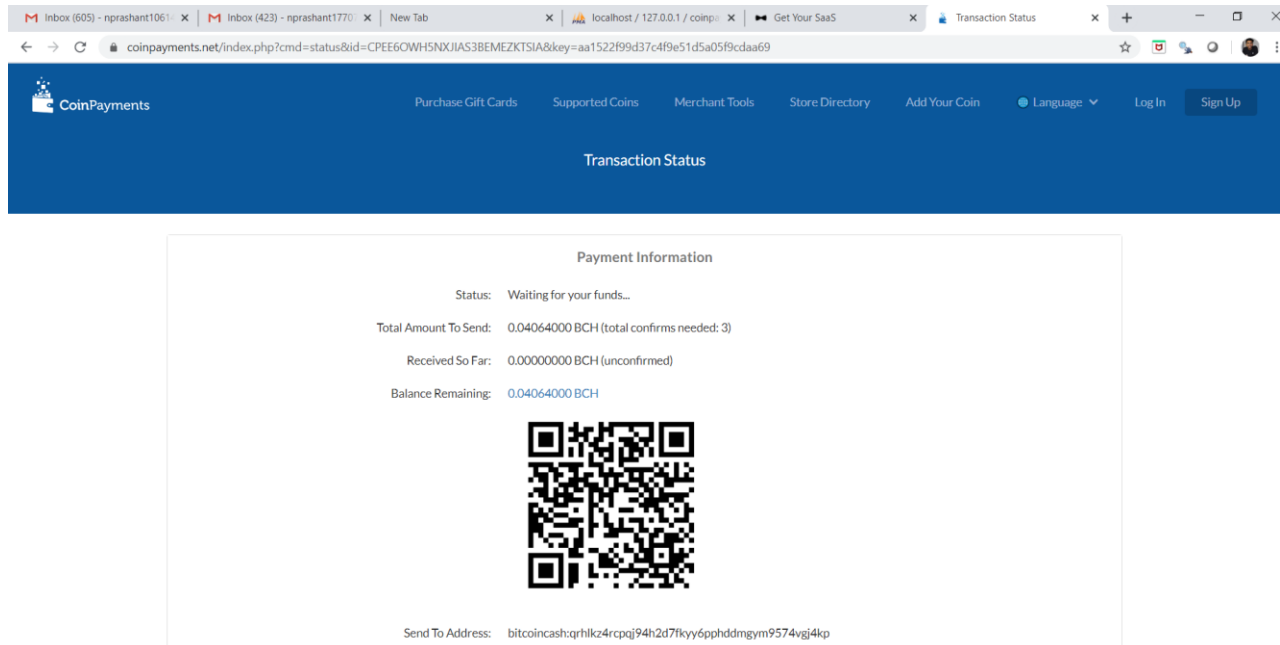 Inbox (605) - nprashant1061
Inbox (423) - nprashant1770
New Tab
localhost / 127.0.0.1 / coinpa
Get Your SaaS
Transaction Status
coinpayments.net/index.php?cmd=status&id=CPEE6OWH5NXJIAS3BEMEZKTSIA&key=aa1522f99d37c4f9e51d5a05f9cdaa69
CoinPayments
Purchase Gift Cards
Supported Coins
Merchant Tools
Store Directory
Add Your Coin
Language
Log In
Sign Up
Transaction Status
Payment Information
Status: Waiting for your funds...
Total Amount To Send: 0.04064000 BCH (total confirms needed: 3)
Received So Far: 0.00000000 BCH (unconfirmed)
Balance Remaining: 0.04064000 BCH
Send To Address: bitcoincash:qrhlkz4rcpqj94h2d7fkyy6pphddmgym9574vgj4kp